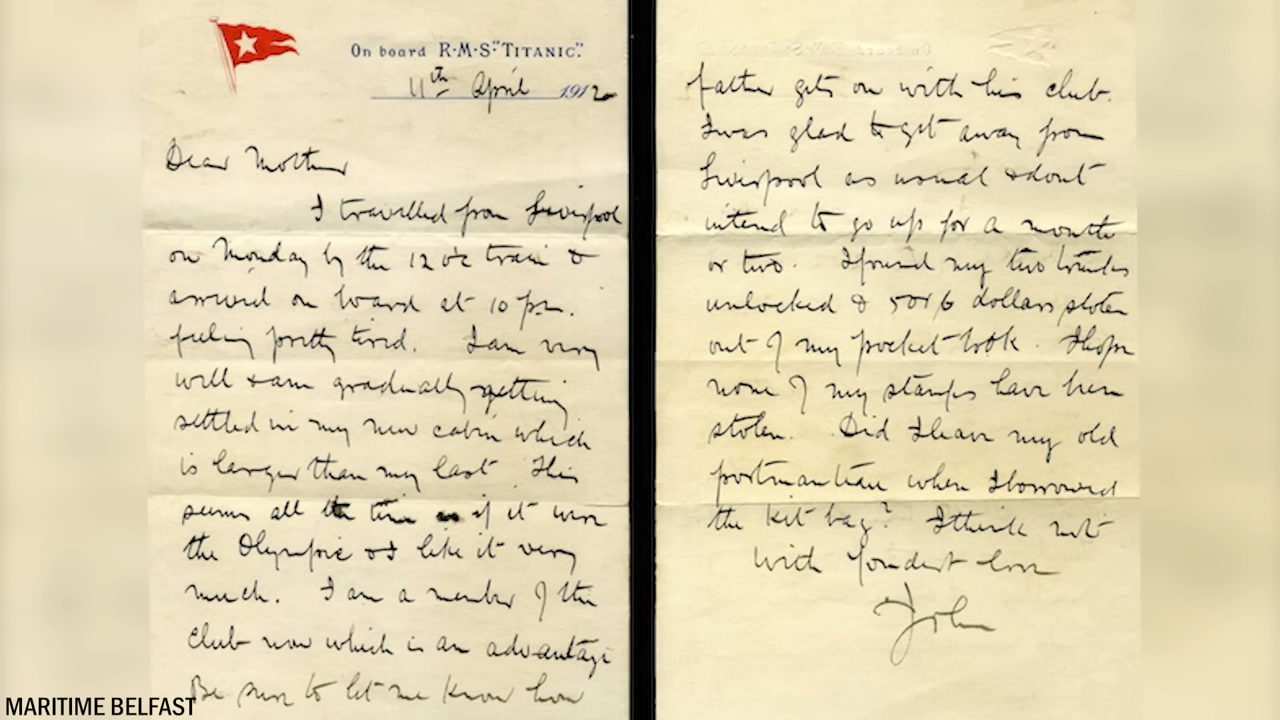 On board R·M·S "TITANIC".
11th April 1912
Dear Mother
I travelled from Liverpool
on Monday by the 12 o'c train &
arrived on board at 10 p.m.
feeling pretty tired. I am very
well & am gradually getting
settled in my new cabin which
is larger than my last. This
seems all the time as if it were
the Olympic & I like it very
much. I am a member of the
club now which is an advantage
Be sure to let me know how
father gets on with his club.
I was glad to get away from
Liverpool as usual & dont
intend to go up for a month
or two. I found my two trunks
unlocked & 5 or 6 dollars stolen
out of my pocket book. I hope
none of my stamps have been
stolen. Did I leave my old
portmanteau when I borrowed
the kit bag? I think not
With fondest love
John
MARITIME BELFAST